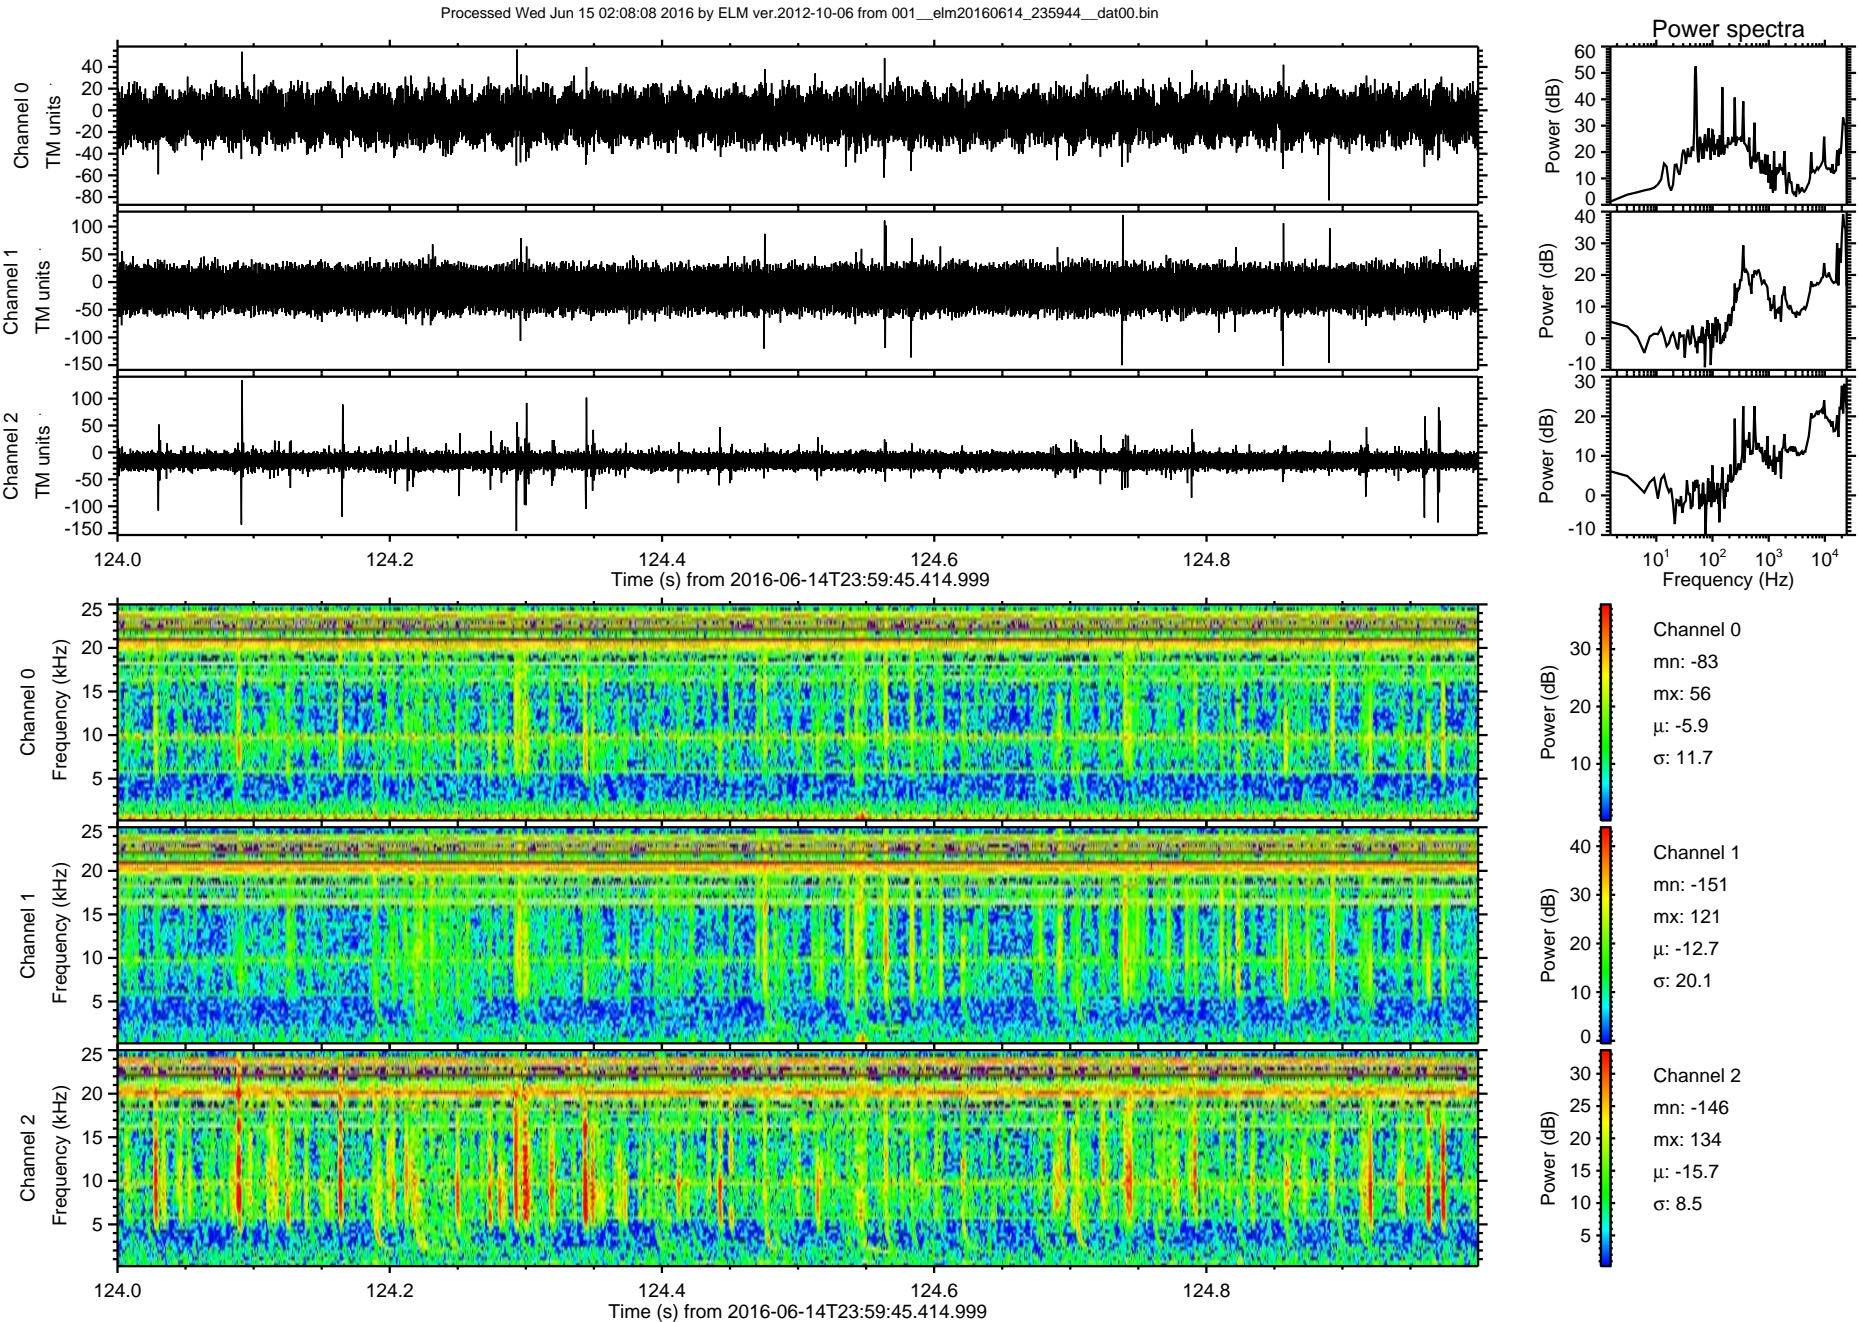 Processed Wed Jun 15 02:08:08 2016 by ELM ver.2012-10-06 from 001__elm20160614_235944__dat00.bin
Power spectra
Channel 0
TM units
40
20
0
-20
-40
-60
-80
Power (dB)
60
50
40
30
20
10
0
Channel 1
TM units
100
50
0
-50
-100
-150
Power (dB)
40
30
20
10
0
-10
Channel 2
TM units
100
50
0
-50
-100
-150
Power (dB)
30
20
10
0
-10
124.0 124.2 124.4 124.6 124.8
Time (s) from 2016-06-14T23:59:45.414.999
10^1 10^2 10^3 10^4
Frequency (Hz)
Channel 0
Frequency (kHz)
25
20
15
10
5
Power (dB)
30
20
10
Channel 0
mn: -83
mx: 56
μ: -5.9
σ: 11.7
Channel 1
Frequency (kHz)
25
20
15
10
5
Power (dB)
40
30
20
10
0
Channel 1
mn: -151
mx: 121
μ: -12.7
σ: 20.1
Channel 2
Frequency (kHz)
25
20
15
10
5
Power (dB)
30
25
20
15
10
5
Channel 2
mn: -146
mx: 134
μ: -15.7
σ: 8.5
124.0 124.2 124.4 124.6 124.8
Time (s) from 2016-06-14T23:59:45.414.999